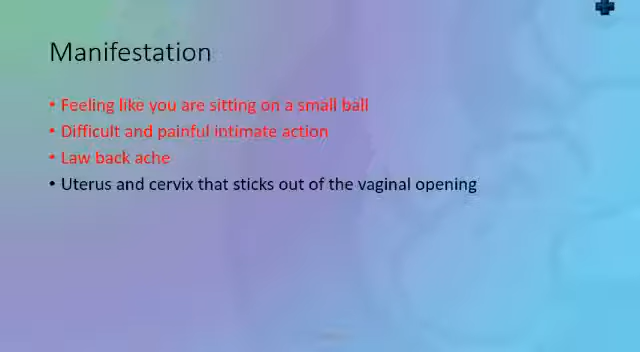 Manifestation
• Feeling like you are sitting on a small ball
• Difficult and painful intimate action
• Law back ache
• Uterus and cervix that sticks out of the vaginal opening